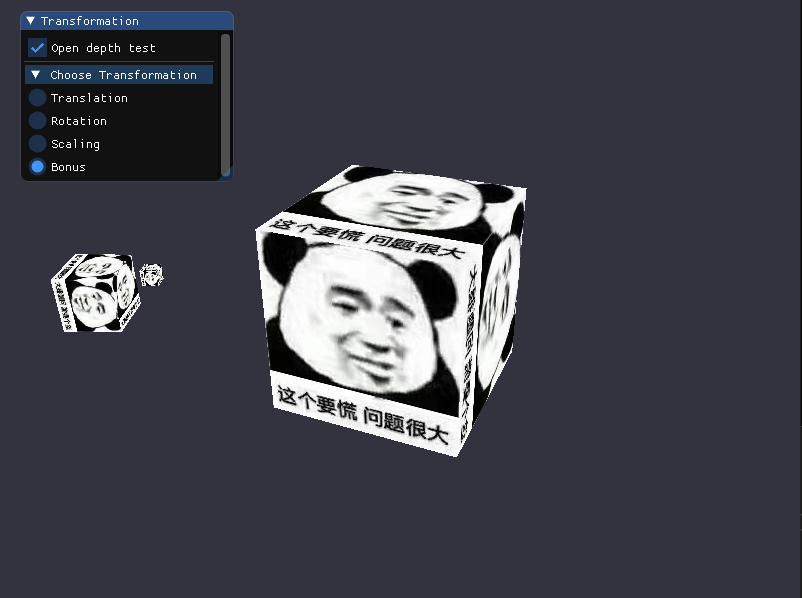 Transformation
Open depth test
Choose Transformation
Translation
Rotation
Scaling
Bonus
这个要慌 问题很大
这个要慌 问题很大